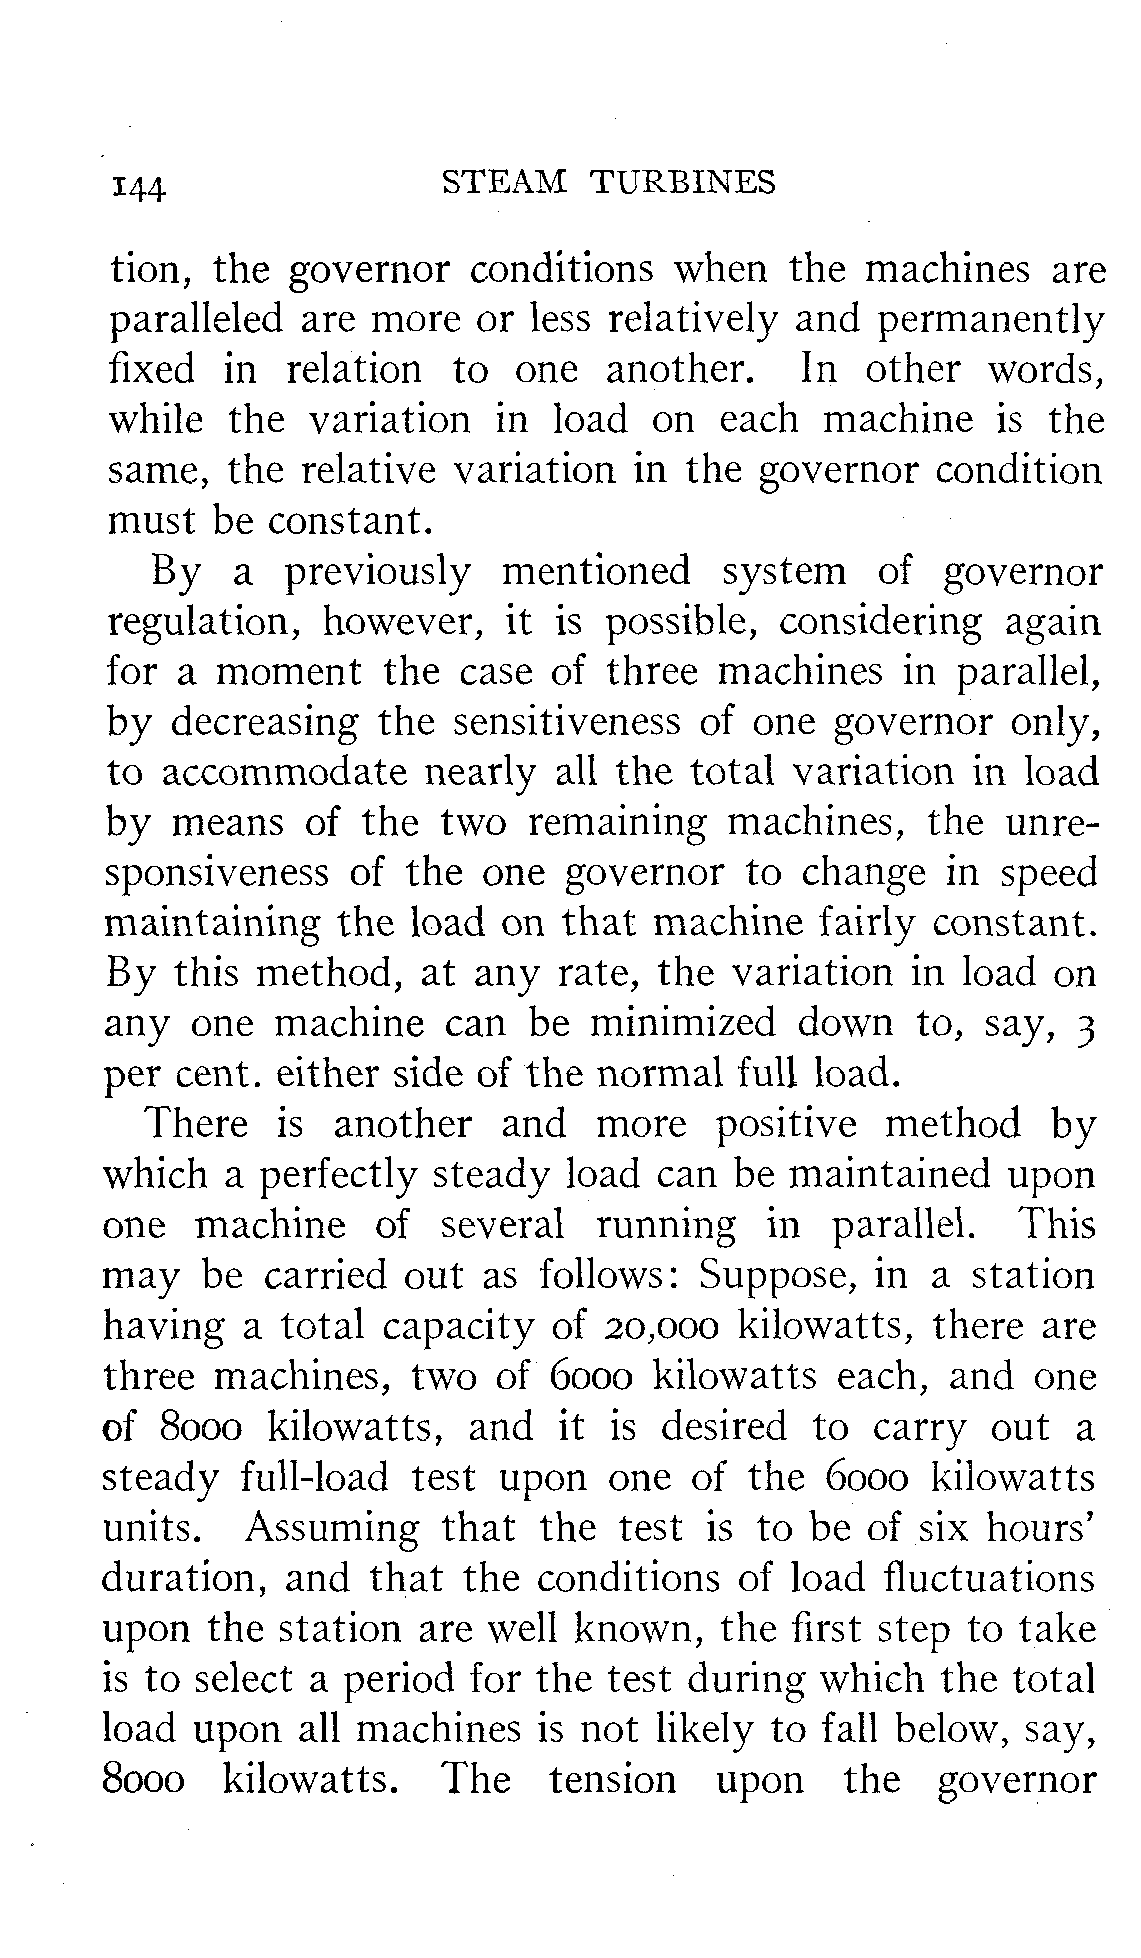 144 STEAM TURBINES
tion, the governor conditions when the machines are
paralleled are more or less relatively and permanently
fixed in relation to one another. In other words,
while the variation in load on each machine is the
same, the relative variation in the governor condition
must be constant.
By a previously mentioned system of governor
regulation, however, it is possible, considering again
for a moment the case of three machines in parallel,
by decreasing the sensitiveness of one governor only,
to accommodate nearly all the total variation in load
by means of the two remaining machines, the unre-
sponsiveness of the one governor to change in speed
maintaining the load on that machine fairly constant.
By this method, at any rate, the variation in load on
any one machine can be minimized down to, say, 3
per cent. either side of the normal full load.
There is another and more positive method by
which a perfectly steady load can be maintained upon
one machine of several running in parallel. This
may be carried out as follows: Suppose, in a station
having a total capacity of 20,000 kilowatts, there are
three machines, two of 6000 kilowatts each, and one
of 8000 kilowatts, and it is desired to carry out a
steady full-load test upon one of the 6000 kilowatts
units. Assuming that the test is to be of six hours'
duration, and that the conditions of load fluctuations
upon the station are well known, the first step to take
is to select a period for the test during which the total
load upon all machines is not likely to fall below, say,
8000 kilowatts. The tension upon the governor